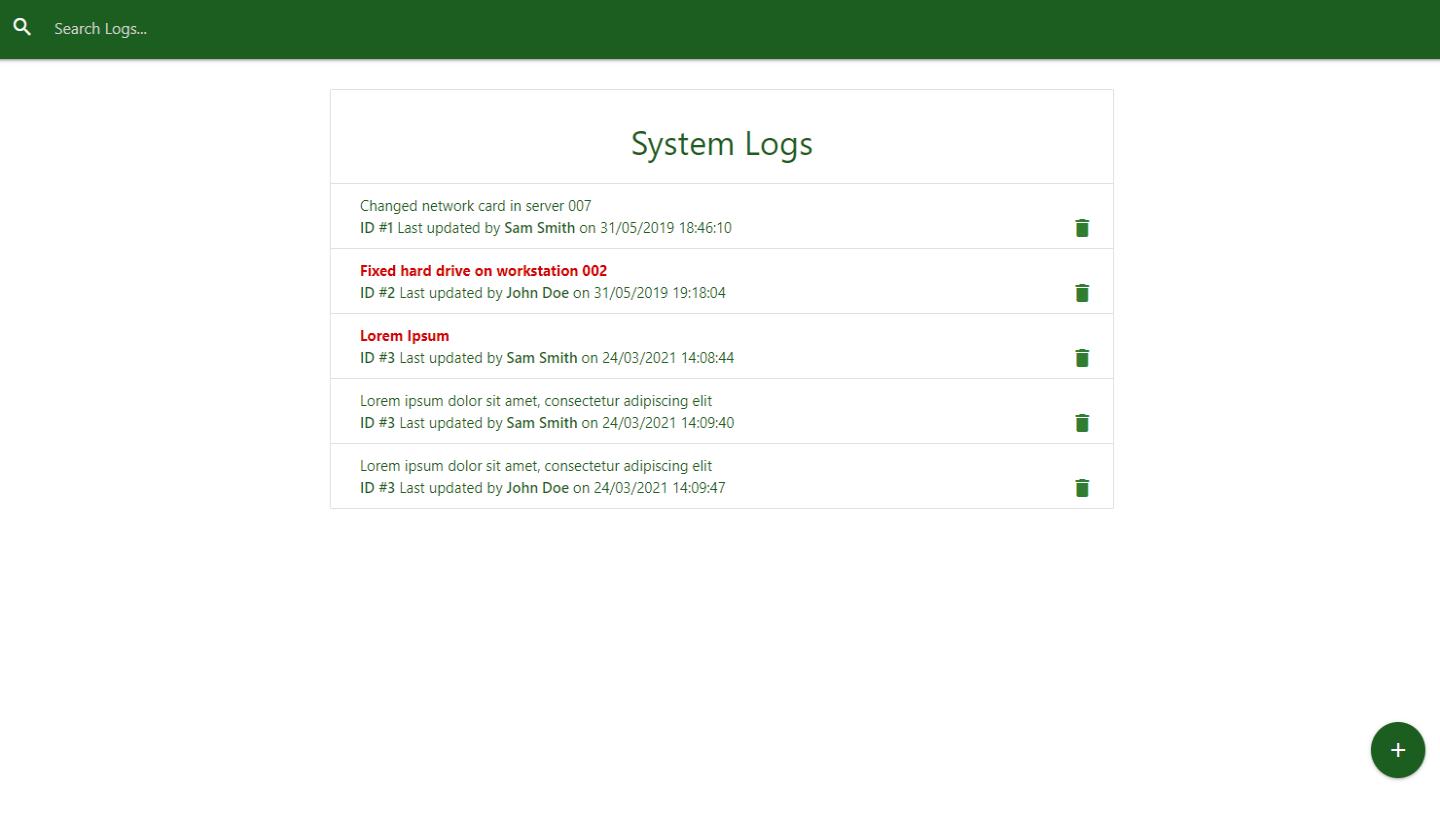 Search Logs...
System Logs
Changed network card in server 007
ID #1 Last updated by Sam Smith on 31/05/2019 18:46:10
Fixed hard drive on workstation 002
ID #2 Last updated by John Doe on 31/05/2019 19:18:04
Lorem Ipsum
ID #3 Last updated by Sam Smith on 24/03/2021 14:08:44
Lorem ipsum dolor sit amet, consectetur adipiscing elit
ID #3 Last updated by Sam Smith on 24/03/2021 14:09:40
Lorem ipsum dolor sit amet, consectetur adipiscing elit
ID #3 Last updated by John Doe on 24/03/2021 14:09:47